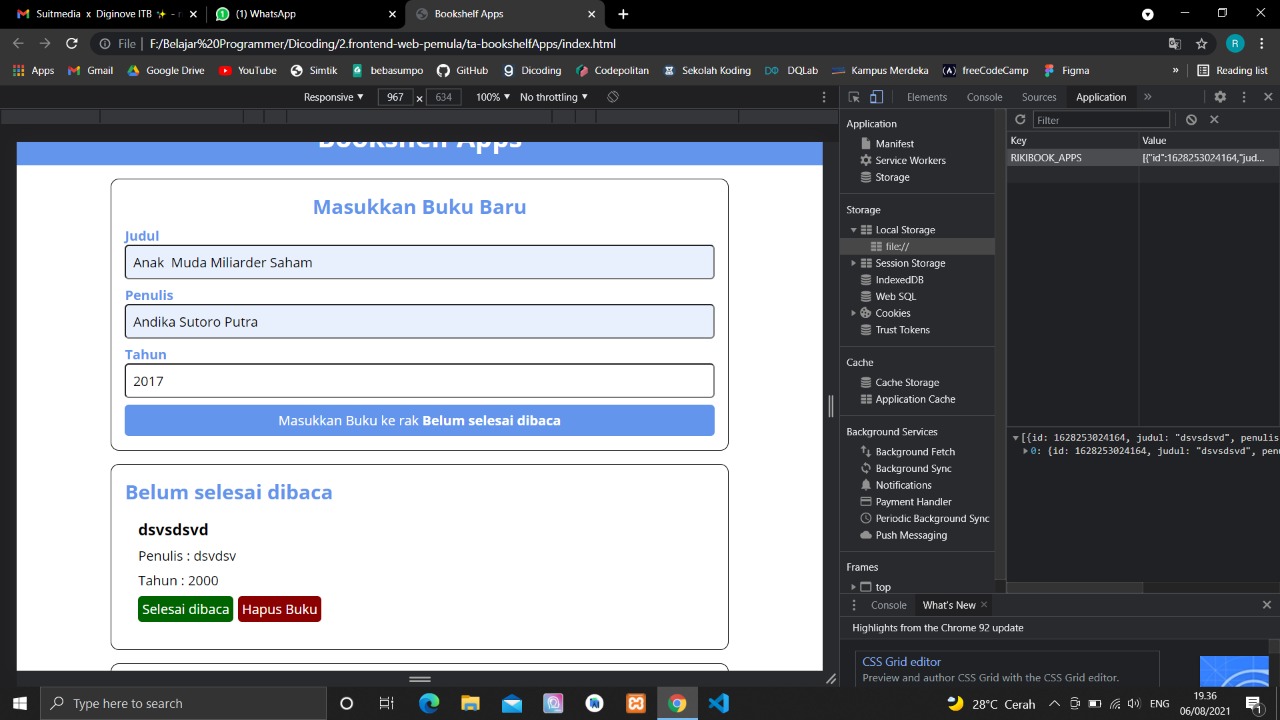 Suitmedia x Diginove ITB ✨ - r
(1) WhatsApp
Bookshelf Apps
File | F:/Belajar%20Programmer/Dicoding/2.frontend-web-pemula/ta-bookshelfApps/index.html
R
Apps Gmail Google Drive YouTube Simtik bebasumpo GitHub Dicoding Codepolitan Sekolah Koding DQLab Kampus Merdeka freeCodeCamp Figma » Reading list
Responsive ▼ 967 x 634 100% ▼ No throttling ▼
Elements Console Sources Application »
Bookshelf Apps
Masukkan Buku Baru
Judul
Anak  Muda Miliarder Saham
Penulis
Andika Sutoro Putra
Tahun
2017
Masukkan Buku ke rak Belum selesai dibaca
Belum selesai dibaca
dsvsdsvd
Penulis : dsvdsv
Tahun : 2000
Selesai dibaca Hapus Buku
Application
Manifest
Service Workers
Storage
Storage
Local Storage
file://
Session Storage
IndexedDB
Web SQL
Cookies
Trust Tokens
Cache
Cache Storage
Application Cache
Background Services
Background Fetch
Background Sync
Notifications
Payment Handler
Periodic Background Sync
Push Messaging
Frames
top
Filter
Key Value
RIKIBOOK_APPS [{"id":1628253024164,"jud...
[{id: 1628253024164, judul: "dsvsdsvd", penulis
0: {id: 1628253024164, judul: "dsvsdsvd", pen
Console What's New
Highlights from the Chrome 92 update
CSS Grid editor
Preview and author CSS Grid with the CSS Grid editor.
Type here to search
28°C Cerah
ENG
19.36
06/08/2021
1